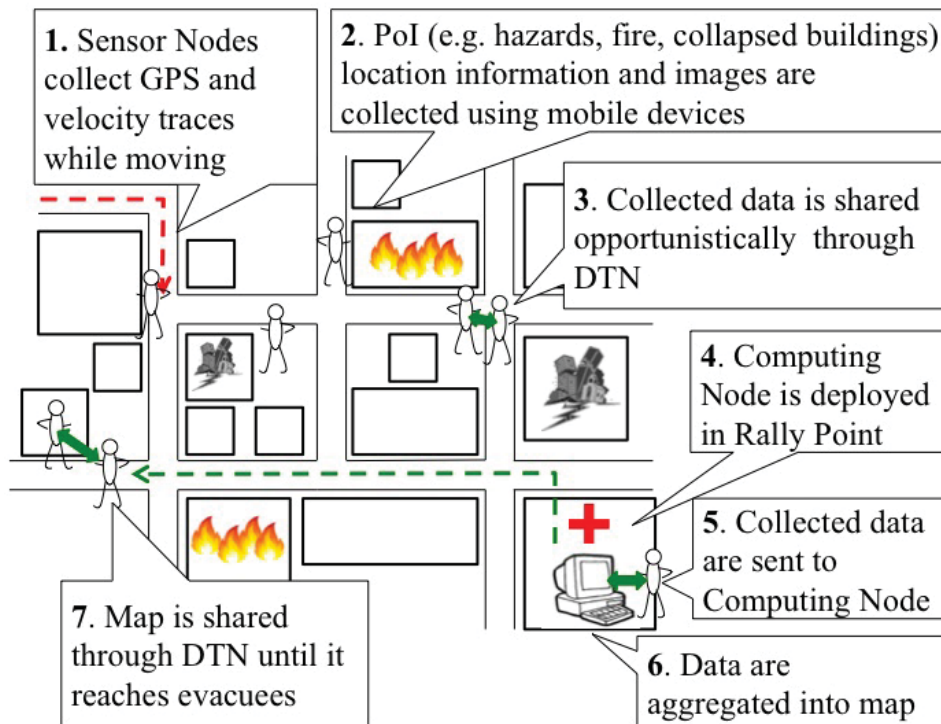 1. Sensor Nodes
collect GPS and
velocity traces
while moving
2. PoI (e.g. hazards, fire, collapsed buildings)
location information and images are
collected using mobile devices
3. Collected data is shared
opportunistically through
DTN
4. Computing
Node is deployed
in Rally Point
5. Collected data
are sent to
Computing Node
6. Data are
aggregated into map
7. Map is shared
through DTN until it
reaches evacuees